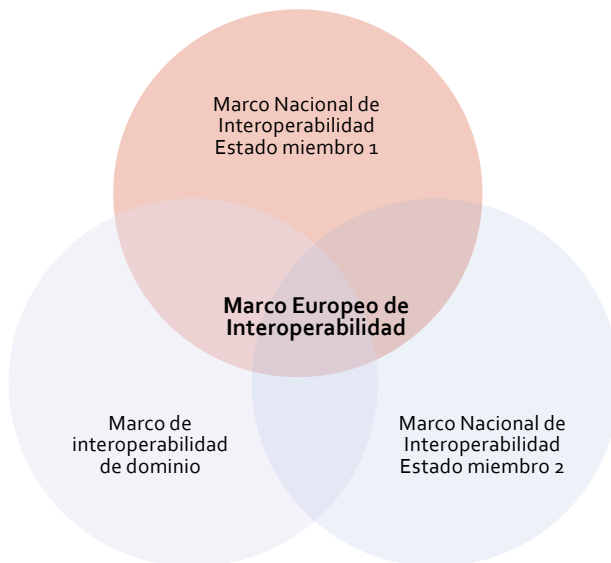 Marco Nacional de
Interoperabilidad
Estado miembro 1
Marco Europeo de
Interoperabilidad
Marco de
interoperabilidad
de dominio
Marco Nacional de
Interoperabilidad
Estado miembro 2